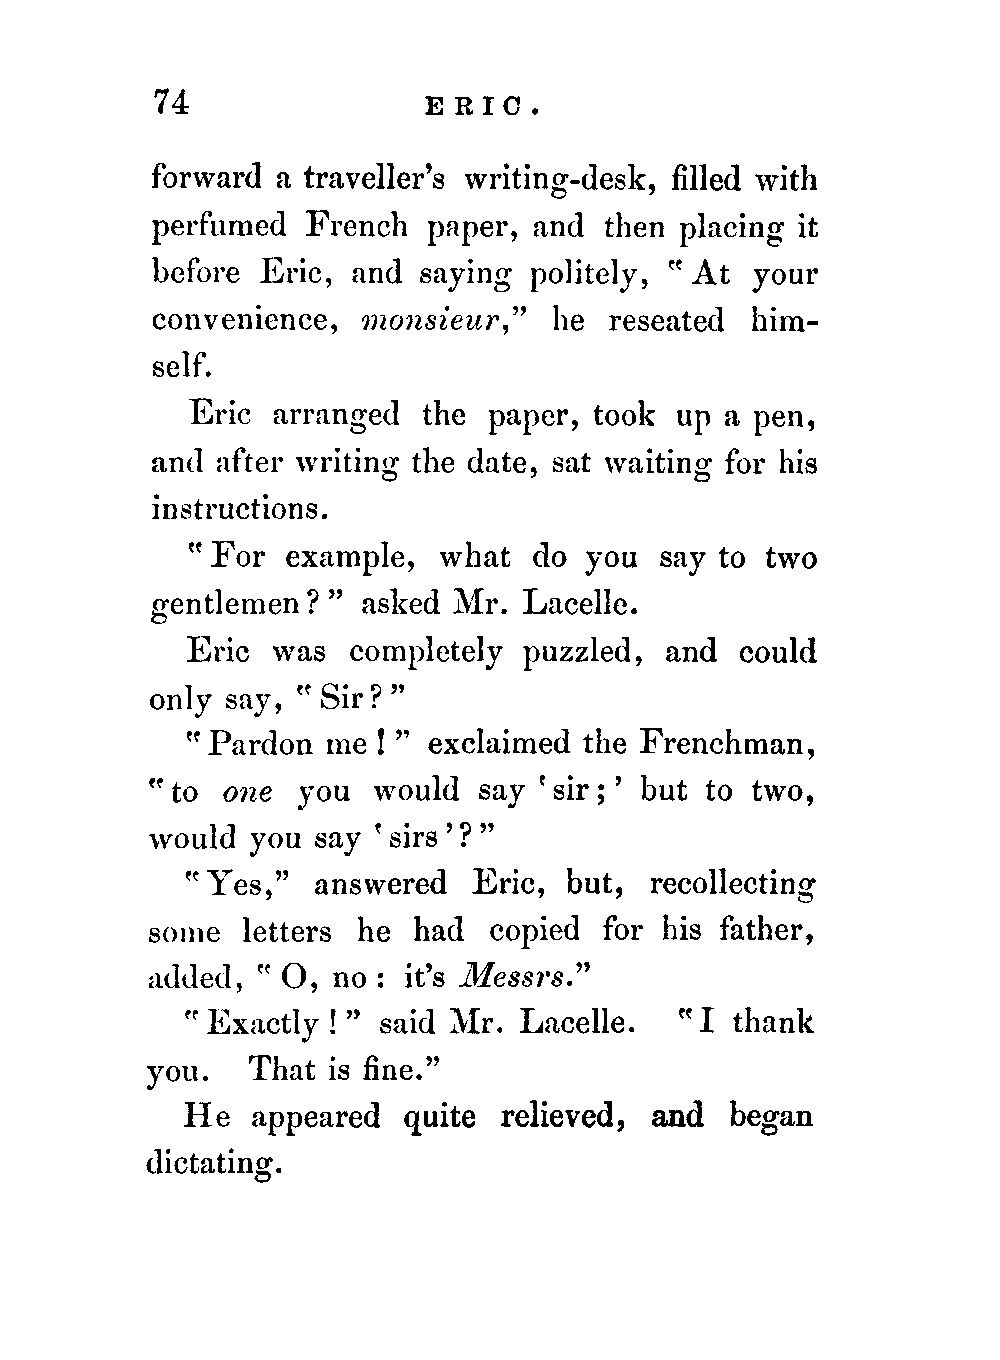 74 ERIC.
forward a traveller's writing-desk, filled with
perfumed French paper, and then placing it
before Eric, and saying politely, “At your
convenience, monsieur,” he reseated him-
self.
Eric arranged the paper, took up a pen,
and after writing the date, sat waiting for his
instructions.
“For example, what do you say to two
gentlemen?” asked Mr. Lacelle.
Eric was completely puzzled, and could
only say, “Sir?”
“Pardon me!” exclaimed the Frenchman,
“to one you would say ‘sir;’ but to two,
would you say ‘sirs’?”
“Yes,” answered Eric, but, recollecting
some letters he had copied for his father,
added, “O, no: it's Messrs.”
“Exactly!” said Mr. Lacelle. “I thank
you. That is fine.”
He appeared quite relieved, and began
dictating.